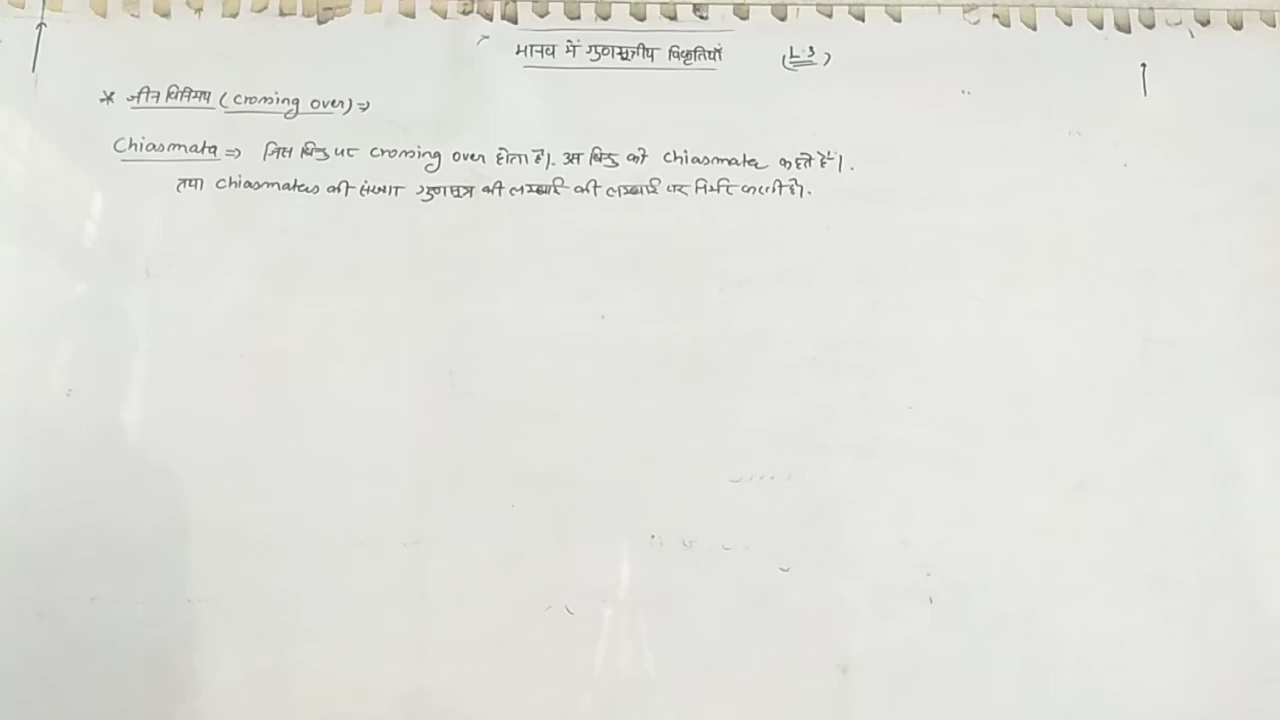 मानव में गुणसूत्रीय विकृतियाँ (L.3)
* जीन विनिमय (Crossing over) ⇒
Chiasmata ⇒ जिस बिन्दु पर crossing over होता है। उस बिन्दु को chiasmata कहते हैं।.
तथा chiasmatas की संख्या गुणसूत्र की लम्बाई की लम्बाई पर निर्भर करती है।.